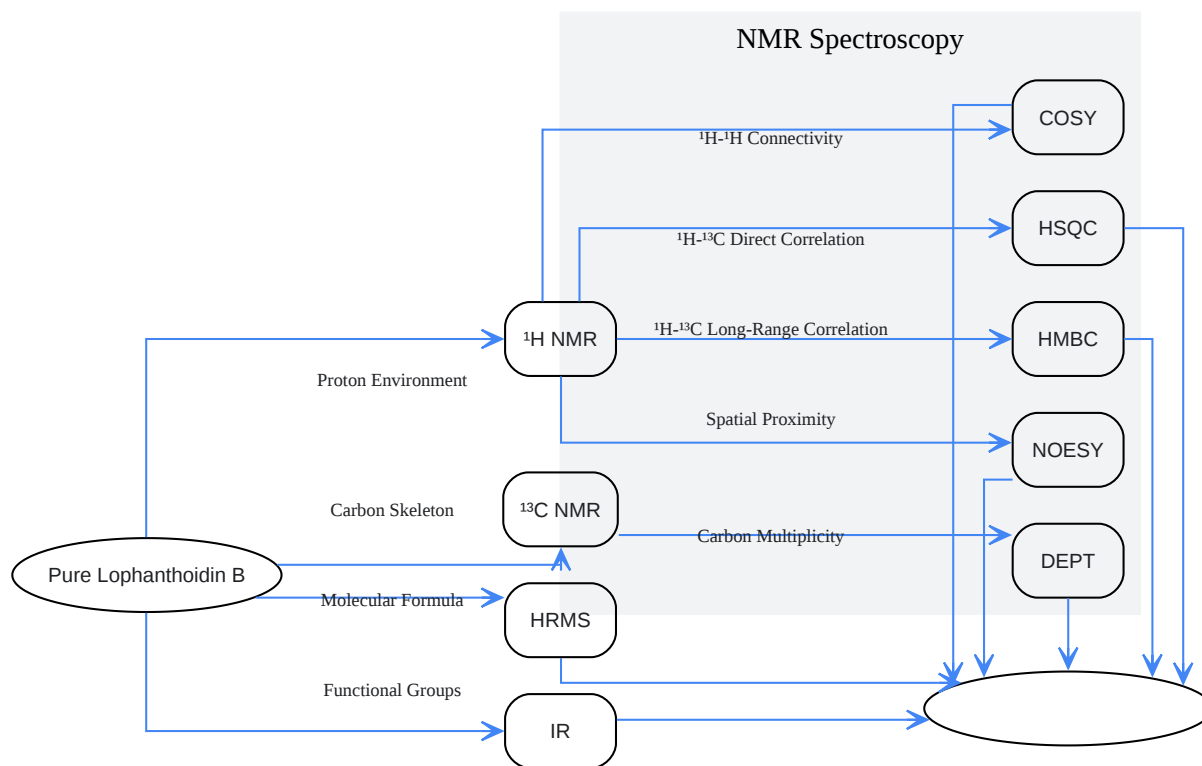 NMR Spectroscopy
COSY
¹H-¹H Connectivity
HSQC
¹H-¹³C Direct Correlation
¹H NMR
¹H-¹³C Long-Range Correlation
HMBC
Proton Environment
Spatial Proximity
NOESY
Carbon Skeleton
¹³C NMR
Carbon Multiplicity
DEPT
Pure Lophanthoidin B
Molecular Formula
HRMS
Functional Groups
IR